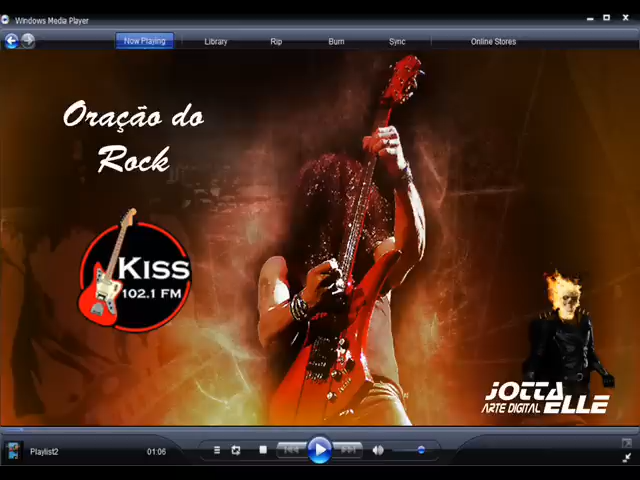 Windows Media Player
Now Playing
Library
Rip
Burn
Sync
Online Stores
Oração do
Rock
KISS
102.1 FM
JOTTA
ARTE DIGITAL ELLE
Playlist2
01:06